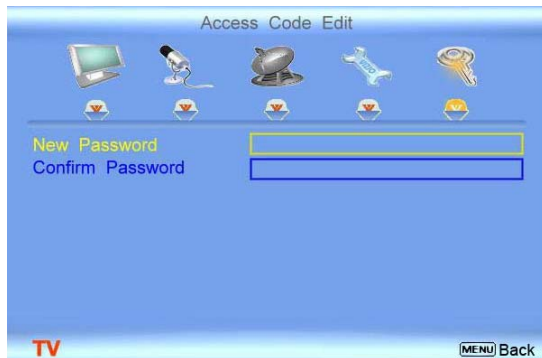 Access Code Edit
New Password
Confirm Password
TV
MENU Back